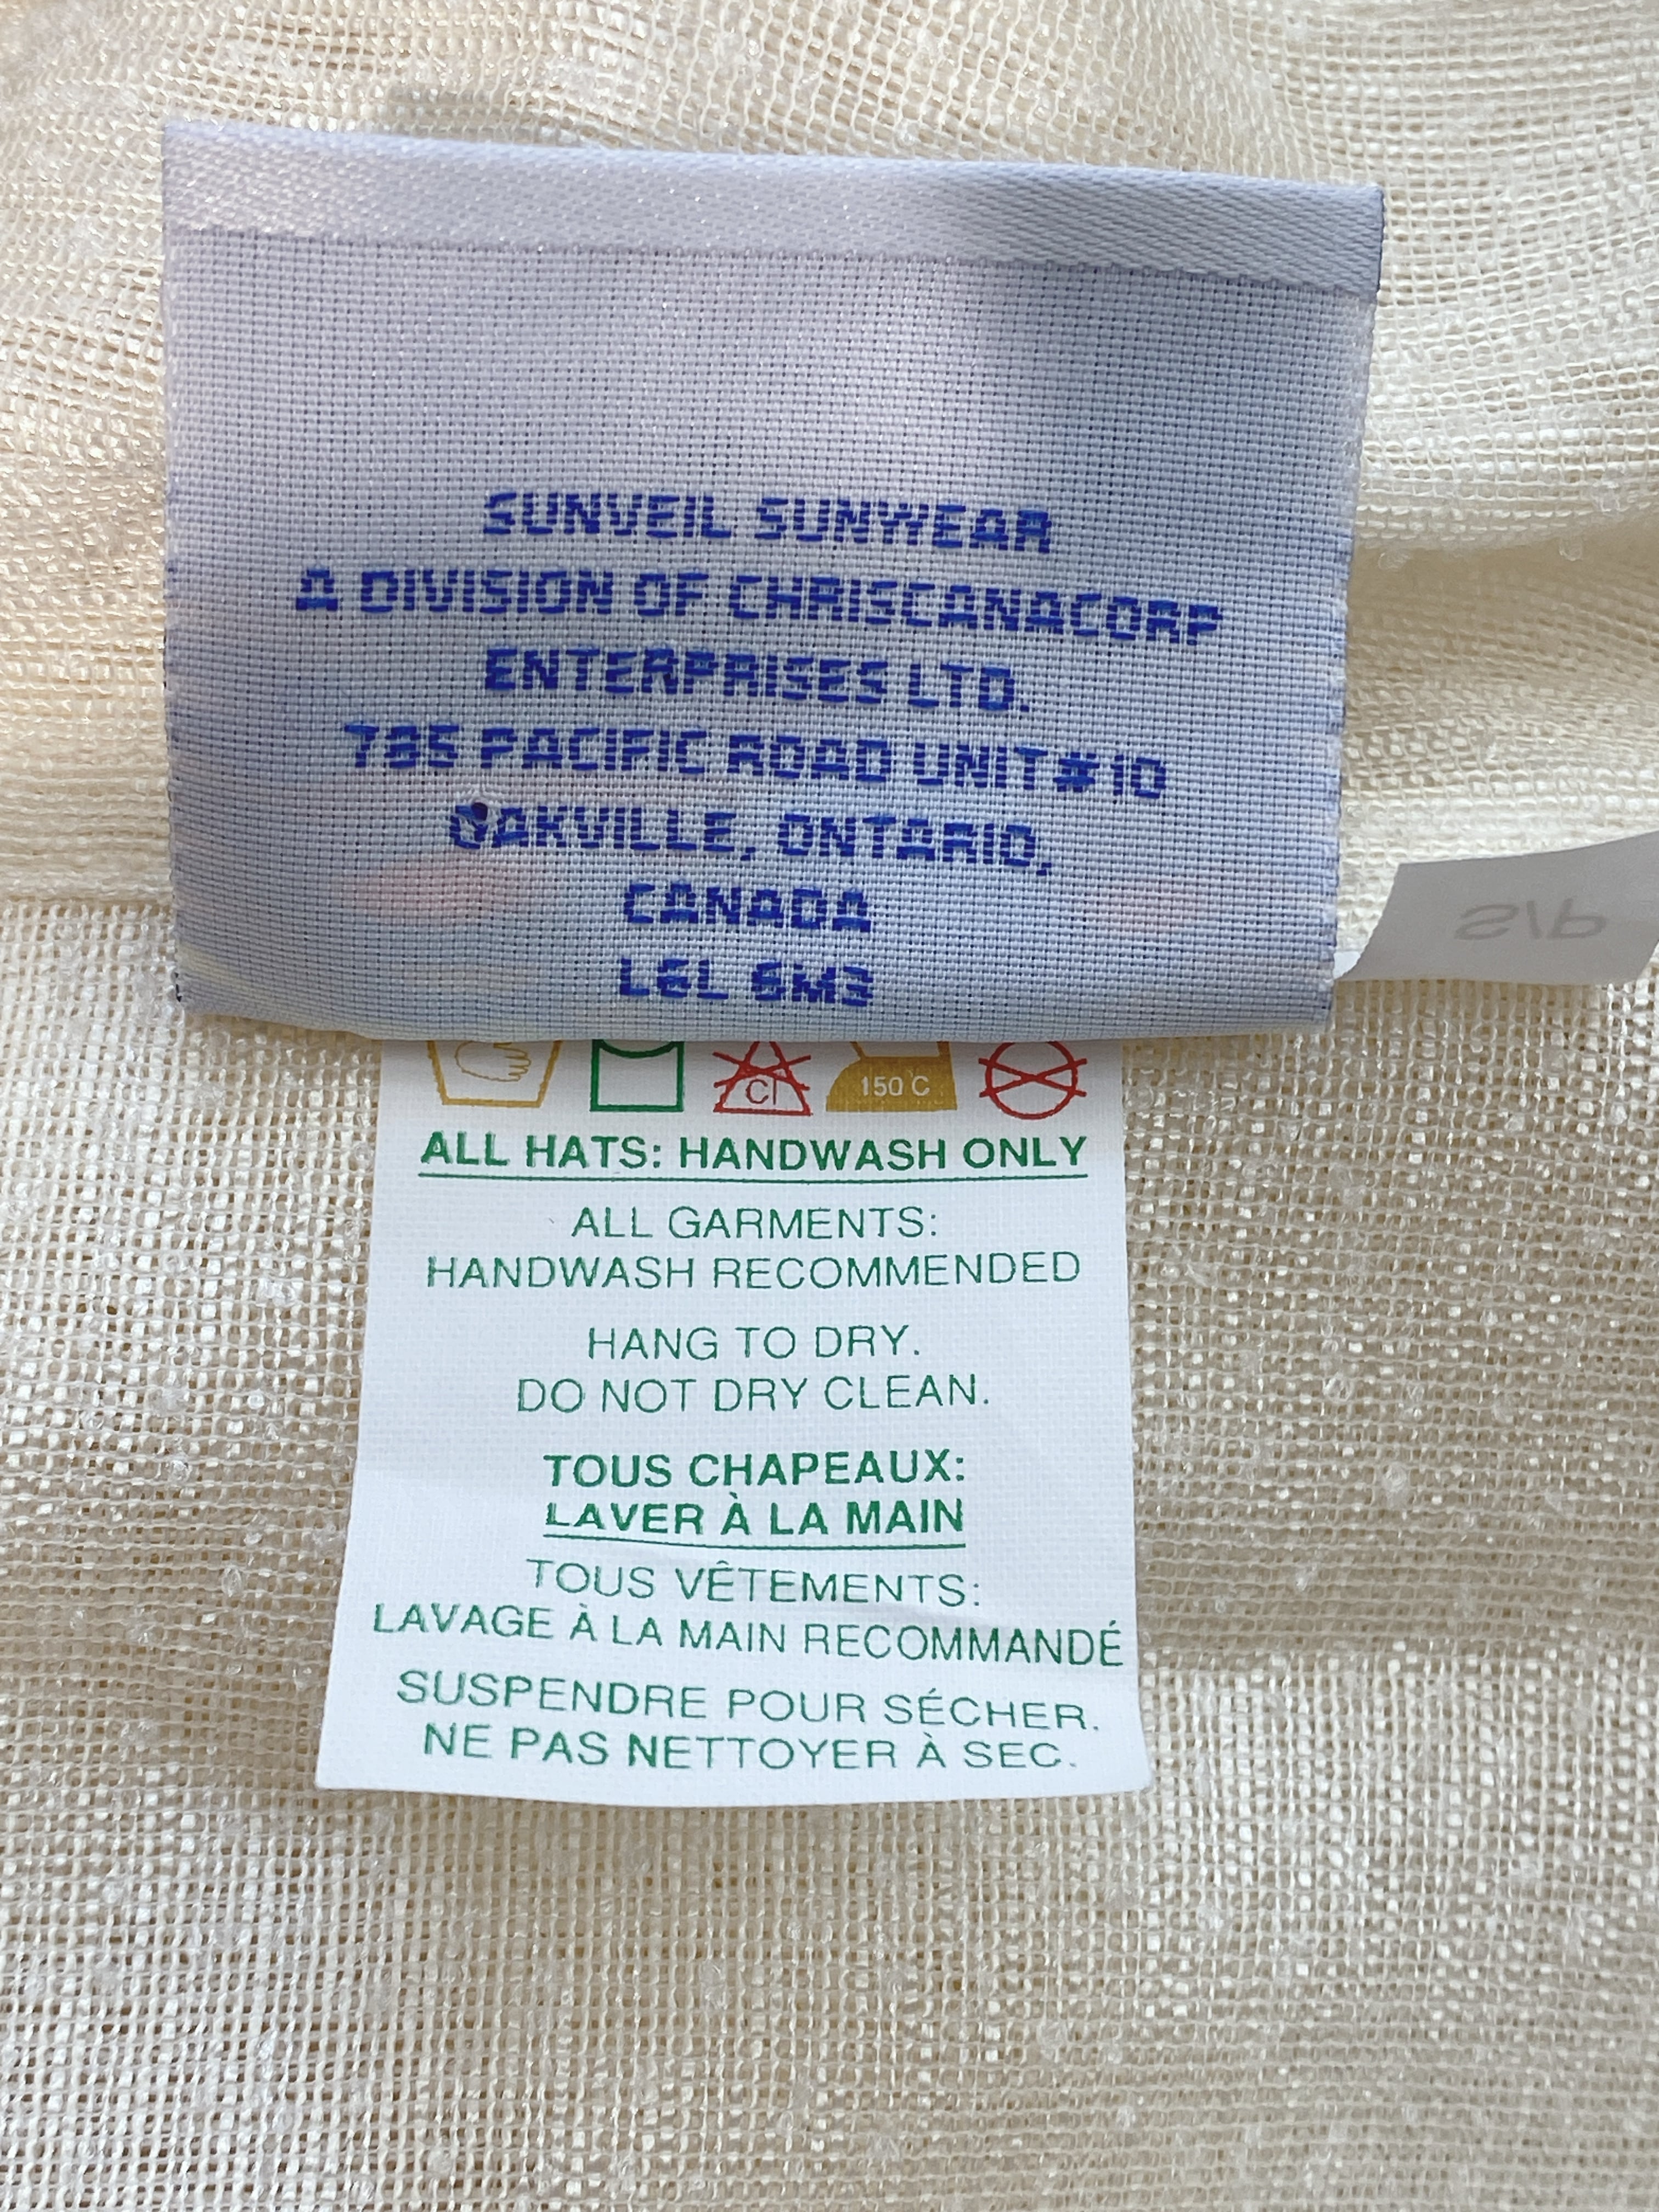 SUNVEIL SUNWEAR
A DIVISION OF CHRISCANACORP
ENTERPRISES LTD.
785 PACIFIC ROAD UNIT#10
OAKVILLE, ONTARIO,
CANADA
L6L 6M3
S/P
Cl 150 C
ALL HATS: HANDWASH ONLY
ALL GARMENTS:
HANDWASH RECOMMENDED
HANG TO DRY.
DO NOT DRY CLEAN.
TOUS CHAPEAUX:
LAVER À LA MAIN
TOUS VÊTEMENTS:
LAVAGE À LA MAIN RECOMMANDÉ
SUSPENDRE POUR SÉCHER.
NE PAS NETTOYER À SEC.